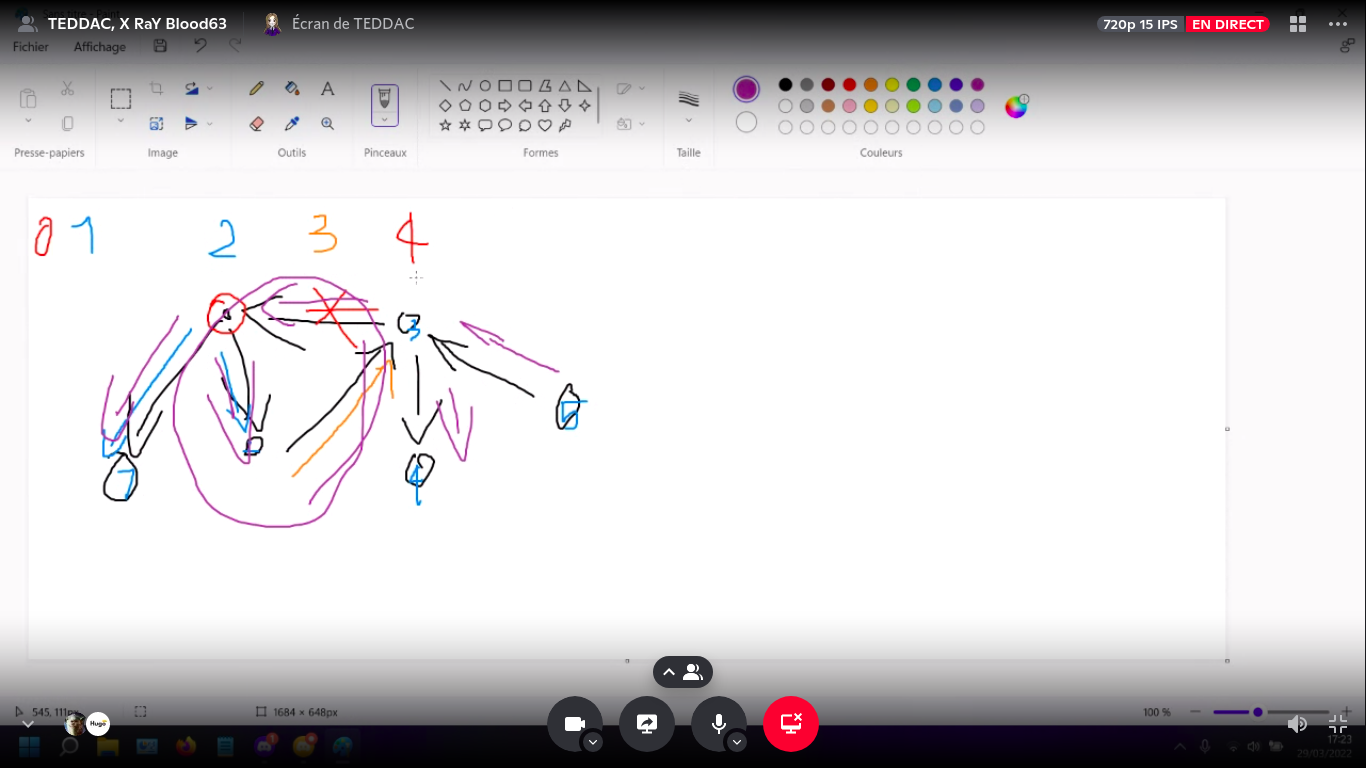 TEDDAC, X RaY Blood63 Écran de TEDDAC 720p 15 IPS EN DIRECT
Fichier Affichage
A
Presse-papiers Image Outils Pinceaux Formes Taille Couleurs
0 1 2 3 4
3
5
1 4
545, 111px 1684 × 648px 100 %
Hugo
17:23
29/03/2022